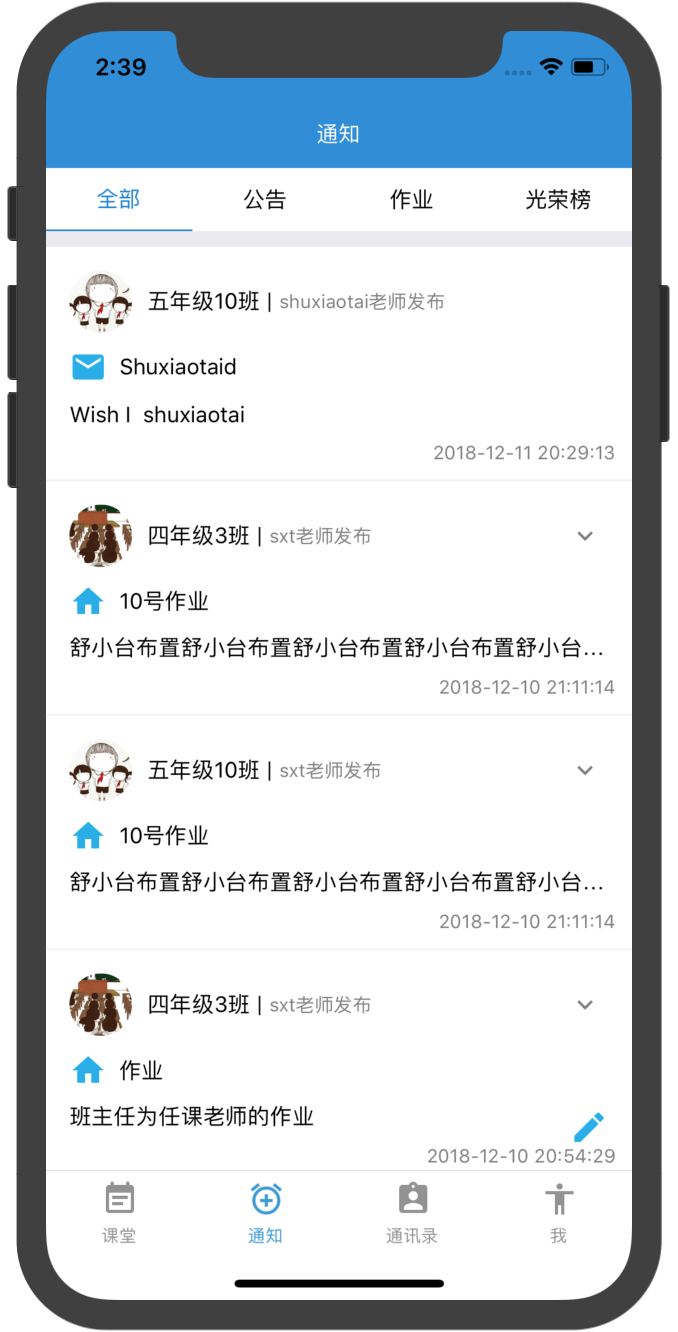 2:39
通知
全部 公告 作业 光荣榜
五年级10班 | shuxiaotai老师发布
Shuxiaotaid
Wish I  shuxiaotai
2018-12-11 20:29:13
四年级3班 | sxt老师发布
10号作业
舒小台布置舒小台布置舒小台布置舒小台布置舒小台...
2018-12-10 21:11:14
五年级10班 | sxt老师发布
10号作业
舒小台布置舒小台布置舒小台布置舒小台布置舒小台...
2018-12-10 21:11:14
四年级3班 | sxt老师发布
作业
班主任为任课老师的作业
2018-12-10 20:54:29
课堂 通知 通讯录 我